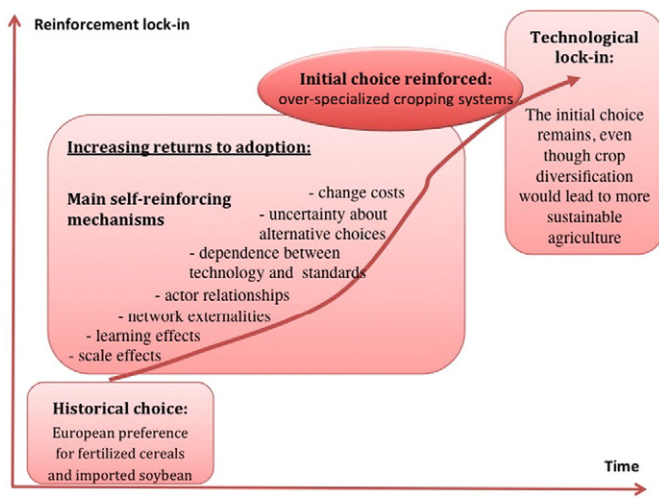 Reinforcement lock-in
Technological
lock-in:
The initial choice
remains, even
though crop
diversification
would lead to more
sustainable
agriculture
Initial choice reinforced:
over-specialized cropping systems
Increasing returns to adoption:
Main self-reinforcing
mechanisms
- change costs
- uncertainty about
alternative choices
- dependence between
technology and standards
- actor relationships
- network externalities
- learning effects
- scale effects
Historical choice:
European preference
for fertilized cereals
and imported soybean
Time